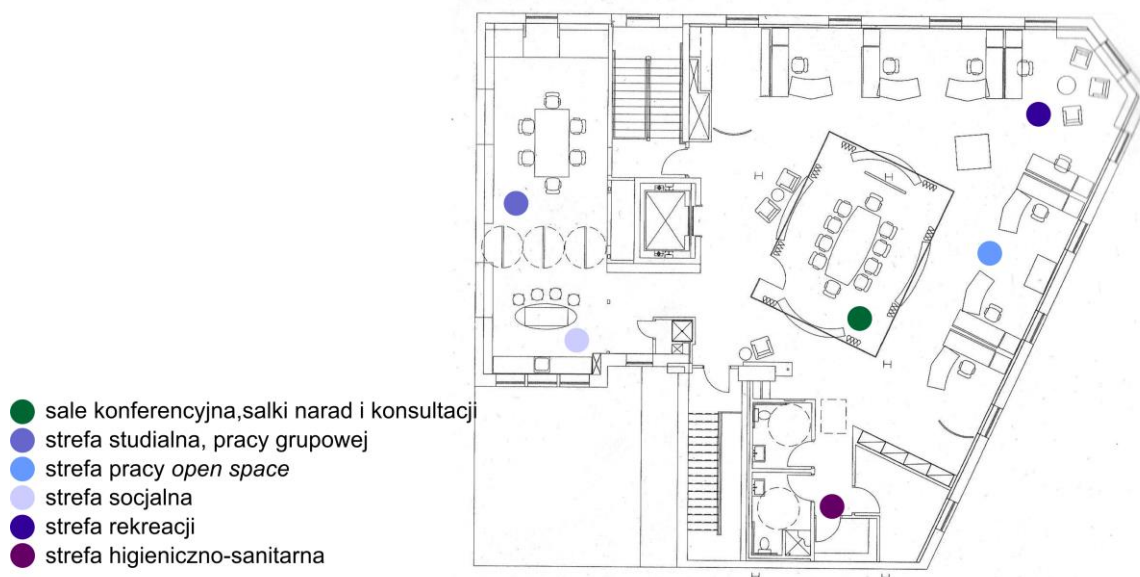 sale konferencyjna,salki narad i konsultacji
strefa studialna, pracy grupowej
strefa pracy open space
strefa socjalna
strefa rekreacji
strefa higieniczno-sanitarna